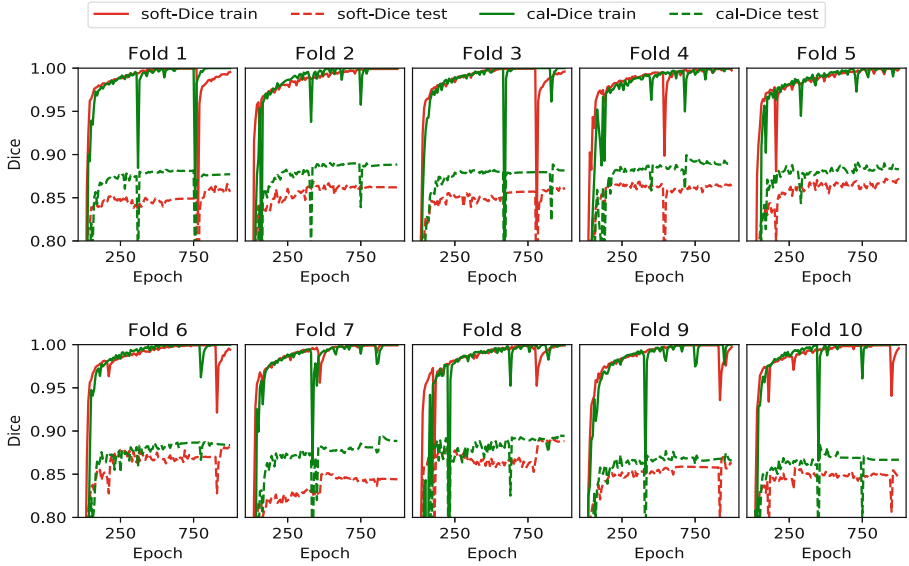 soft-Dice train soft-Dice test cal-Dice train cal-Dice test
Fold 1 Fold 2 Fold 3 Fold 4 Fold 5
1.00
0.95
0.90
0.85
0.80
Dice
250 750 250 750 250 750 250 750 250 750
Epoch Epoch Epoch Epoch Epoch
Fold 6 Fold 7 Fold 8 Fold 9 Fold 10
1.00
0.95
0.90
0.85
0.80
Dice
250 750 250 750 250 750 250 750 250 750
Epoch Epoch Epoch Epoch Epoch